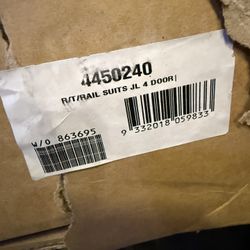 4450240
R/T/RAIL SUITS JL 4 DOOR|
W/O 863695
9 332018 059833